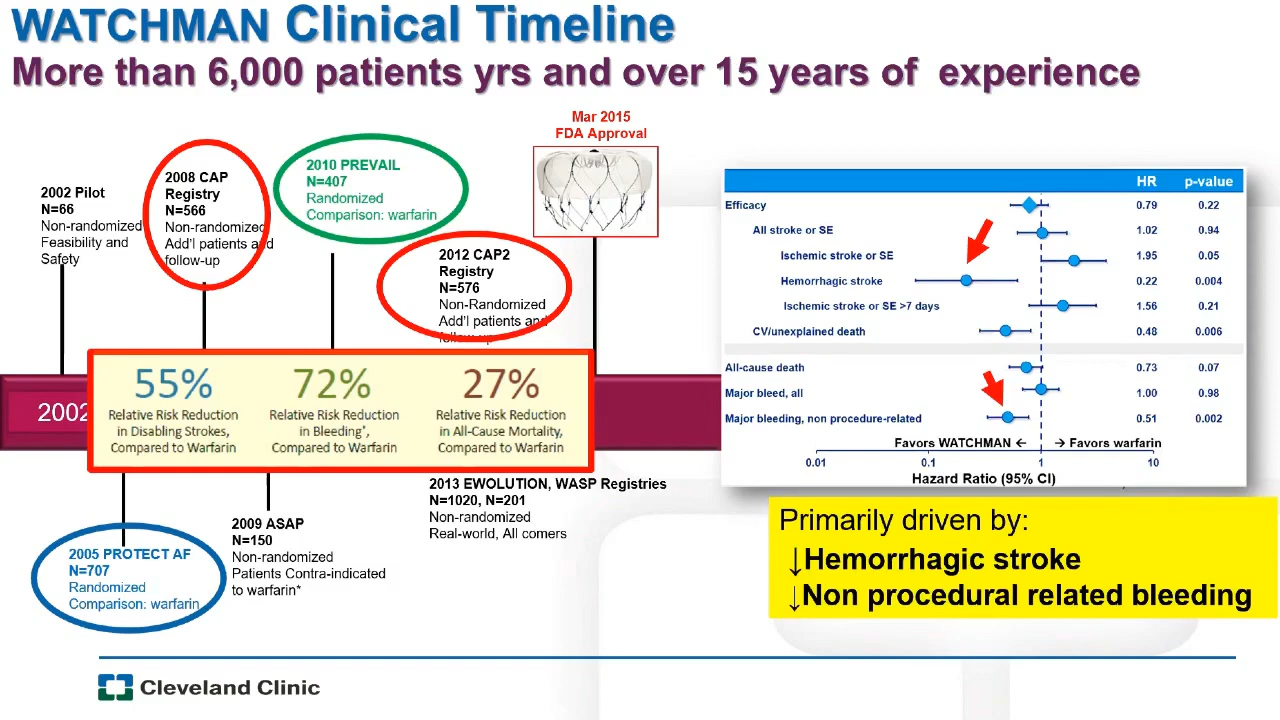 WATCHMAN Clinical Timeline
More than 6,000 patients yrs and over 15 years of experience
Mar 2015
FDA Approval
2002 Pilot
N=66
Non-randomized
Feasibility and
Safety
2008 CAP
Registry
N=566
Non-randomized
Add'l patients and
follow-up
2010 PREVAIL
N=407
Randomized
Comparison: warfarin
2012 CAP2
Registry
N=576
Non-Randomized
Add'l patients and
follow-up
2002
55%
Relative Risk Reduction
in Disabling Strokes,
Compared to Warfarin
72%
Relative Risk Reduction
in Bleeding*,
Compared to Warfarin
27%
Relative Risk Reduction
in All-Cause Mortality,
Compared to Warfarin
2005 PROTECT AF
N=707
Randomized
Comparison: warfarin
2009 ASAP
N=150
Non-randomized
Patients Contra-indicated
to warfarin*
2013 EWOLUTION, WASP Registries
N=1020, N=201
Non-randomized
Real-world, All comers
HR p-value
Efficacy 0.79 0.22
All stroke or SE 1.02 0.94
Ischemic stroke or SE 1.95 0.05
Hemorrhagic stroke 0.22 0.004
Ischemic stroke or SE >7 days 1.56 0.21
CV/unexplained death 0.48 0.006
All-cause death 0.73 0.07
Major bleed, all 1.00 0.98
Major bleeding, non procedure-related 0.51 0.002
Favors WATCHMAN ← → Favors warfarin
0.01 0.1 1 10
Hazard Ratio (95% CI)
Primarily driven by:
↓Hemorrhagic stroke
↓Non procedural related bleeding
Cleveland Clinic